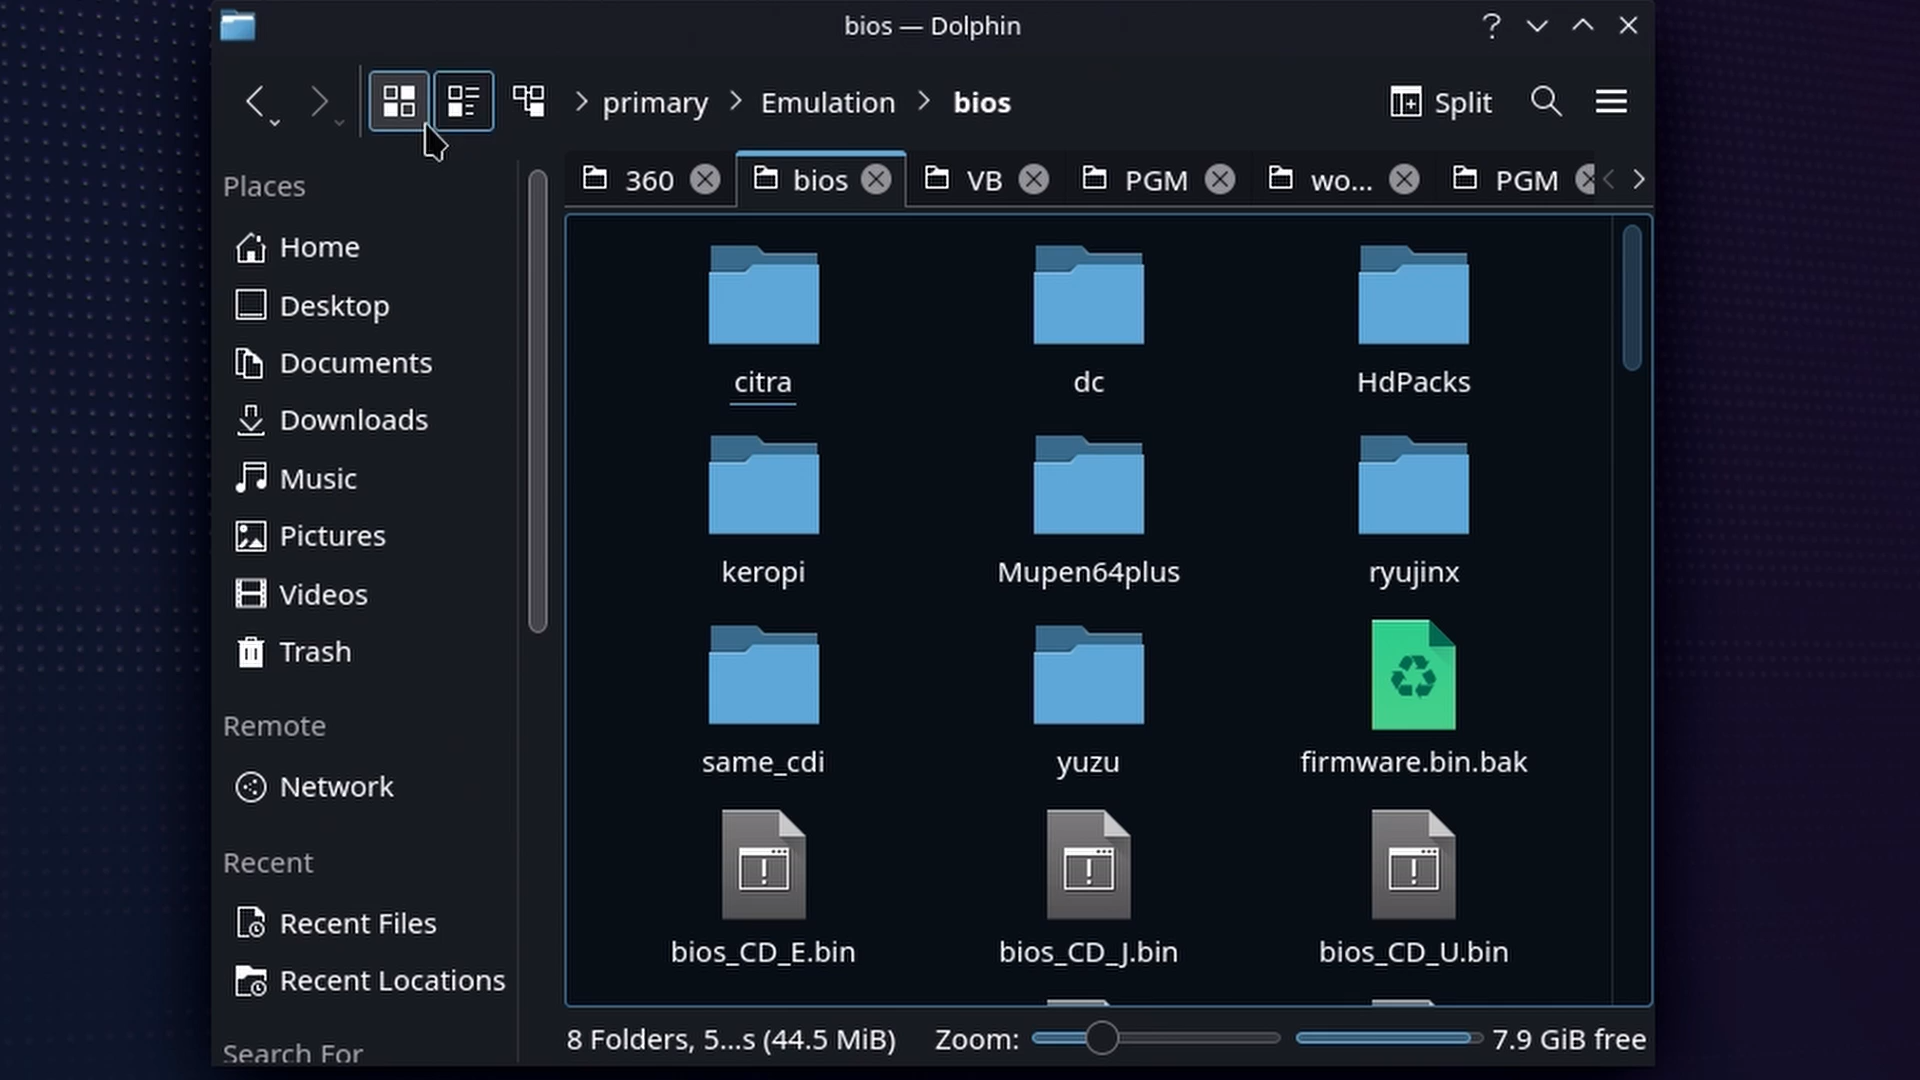 bios — Dolphin
primary > Emulation > bios
Split
Places
Home
Desktop
Documents
Downloads
Music
Pictures
Videos
Trash
Remote
Network
Recent
Recent Files
Recent Locations
Search For
360 bios VB PGM wo... PGM
citra dc HdPacks
keropi Mupen64plus ryujinx
same_cdi yuzu firmware.bin.bak
bios_CD_E.bin bios_CD_J.bin bios_CD_U.bin
8 Folders, 5...s (44.5 MiB) Zoom: 7.9 GiB free